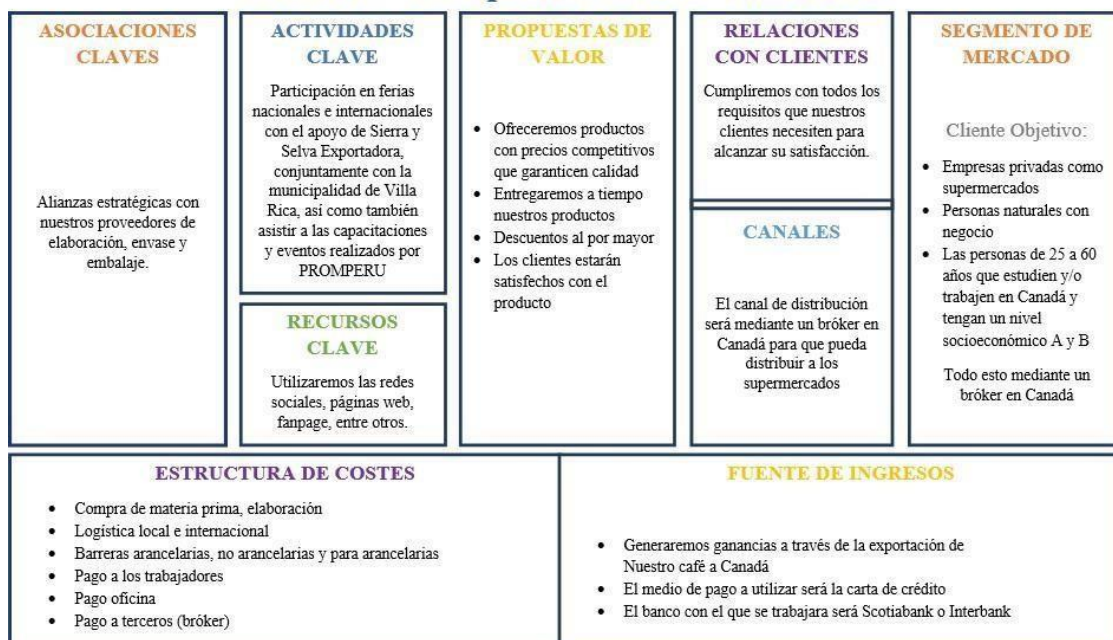 ASOCIACIONES
CLAVES
Alianzas estratégicas con
nuestros proveedores de
elaboración, envase y
embalaje.
ACTIVIDADES
CLAVE
Participación en ferias
nacionales e internacionales
con el apoyo de Sierra y
Selva Exportadora,
conjuntamente con la
municipalidad de Villa
Rica, así como también
asistir a las capacitaciones
y eventos realizados por
PROMPERU
RECURSOS
CLAVE
Utilizaremos las redes
sociales, páginas web,
fanpage, entre otros.
PROPUESTAS DE
VALOR
• Ofreceremos productos
con precios competitivos
que garanticen calidad
• Entregaremos a tiempo
nuestros productos
• Descuentos al por mayor
• Los clientes estarán
satisfechos con el
producto
RELACIONES
CON CLIENTES
Cumpliremos con todos los
requisitos que nuestros
clientes necesiten para
alcanzar su satisfacción.
CANALES
El canal de distribución
será mediante un bróker en
Canadá para que pueda
distribuir a los
supermercados
SEGMENTO DE
MERCADO
Cliente Objetivo:
• Empresas privadas como
supermercados
• Personas naturales con
negocio
• Las personas de 25 a 60
años que estudien y/o
trabajen en Canadá y
tengan un nivel
socioeconómico A y B
Todo esto mediante un
bróker en Canadá
ESTRUCTURA DE COSTES
• Compra de materia prima, elaboración
• Logística local e internacional
• Barreras arancelarias, no arancelarias y para arancelarias
• Pago a los trabajadores
• Pago oficina
• Pago a terceros (bróker)
FUENTE DE INGRESOS
• Generaremos ganancias a través de la exportación de
Nuestro café a Canadá
• El medio de pago a utilizar será la carta de crédito
• El banco con el que se trabajara será Scotiabank o Interbank